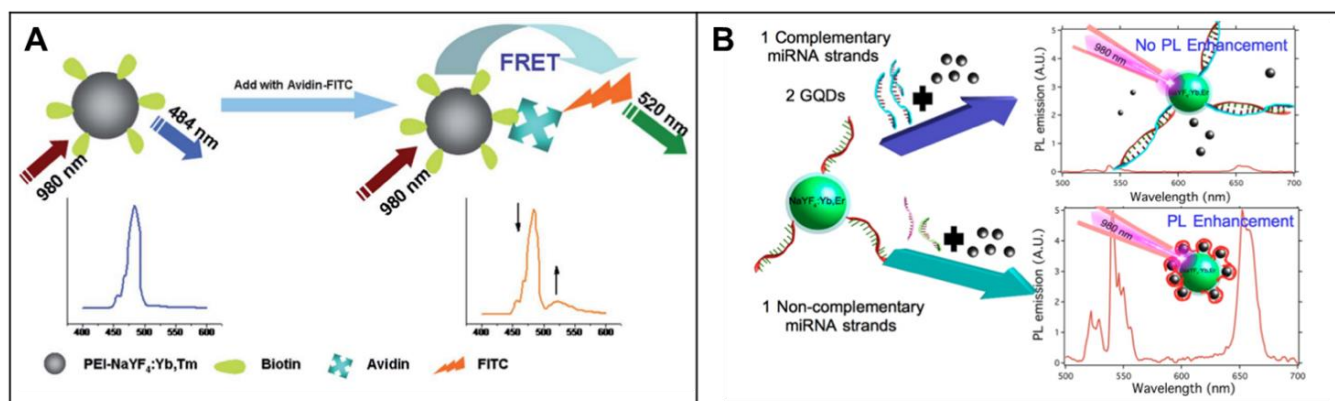 A
FRET
Add with Avidin-FITC
484 nm
980 nm
980 nm
520 nm
400 450 500 550 600
400 450 500 550 600
PEI-NaYF4:Yb,Tm
Biotin
Avidin
FITC
B
1 Complementary
miRNA strands
2 GQDs
NaYF4:Yb,Er
1 Non-complementary
miRNA strands
No PL Enhancement
980 nm
NaYF4:Yb,Er
PL emission (A.U.)
5
4
3
2
1
0
500 550 600 650 700
Wavelength (nm)
PL Enhancement
980 nm
NaYF4:Yb,Er
PL emission (A.U.)
5
4
3
2
1
0
500 550 600 650 700
Wavelength (nm)